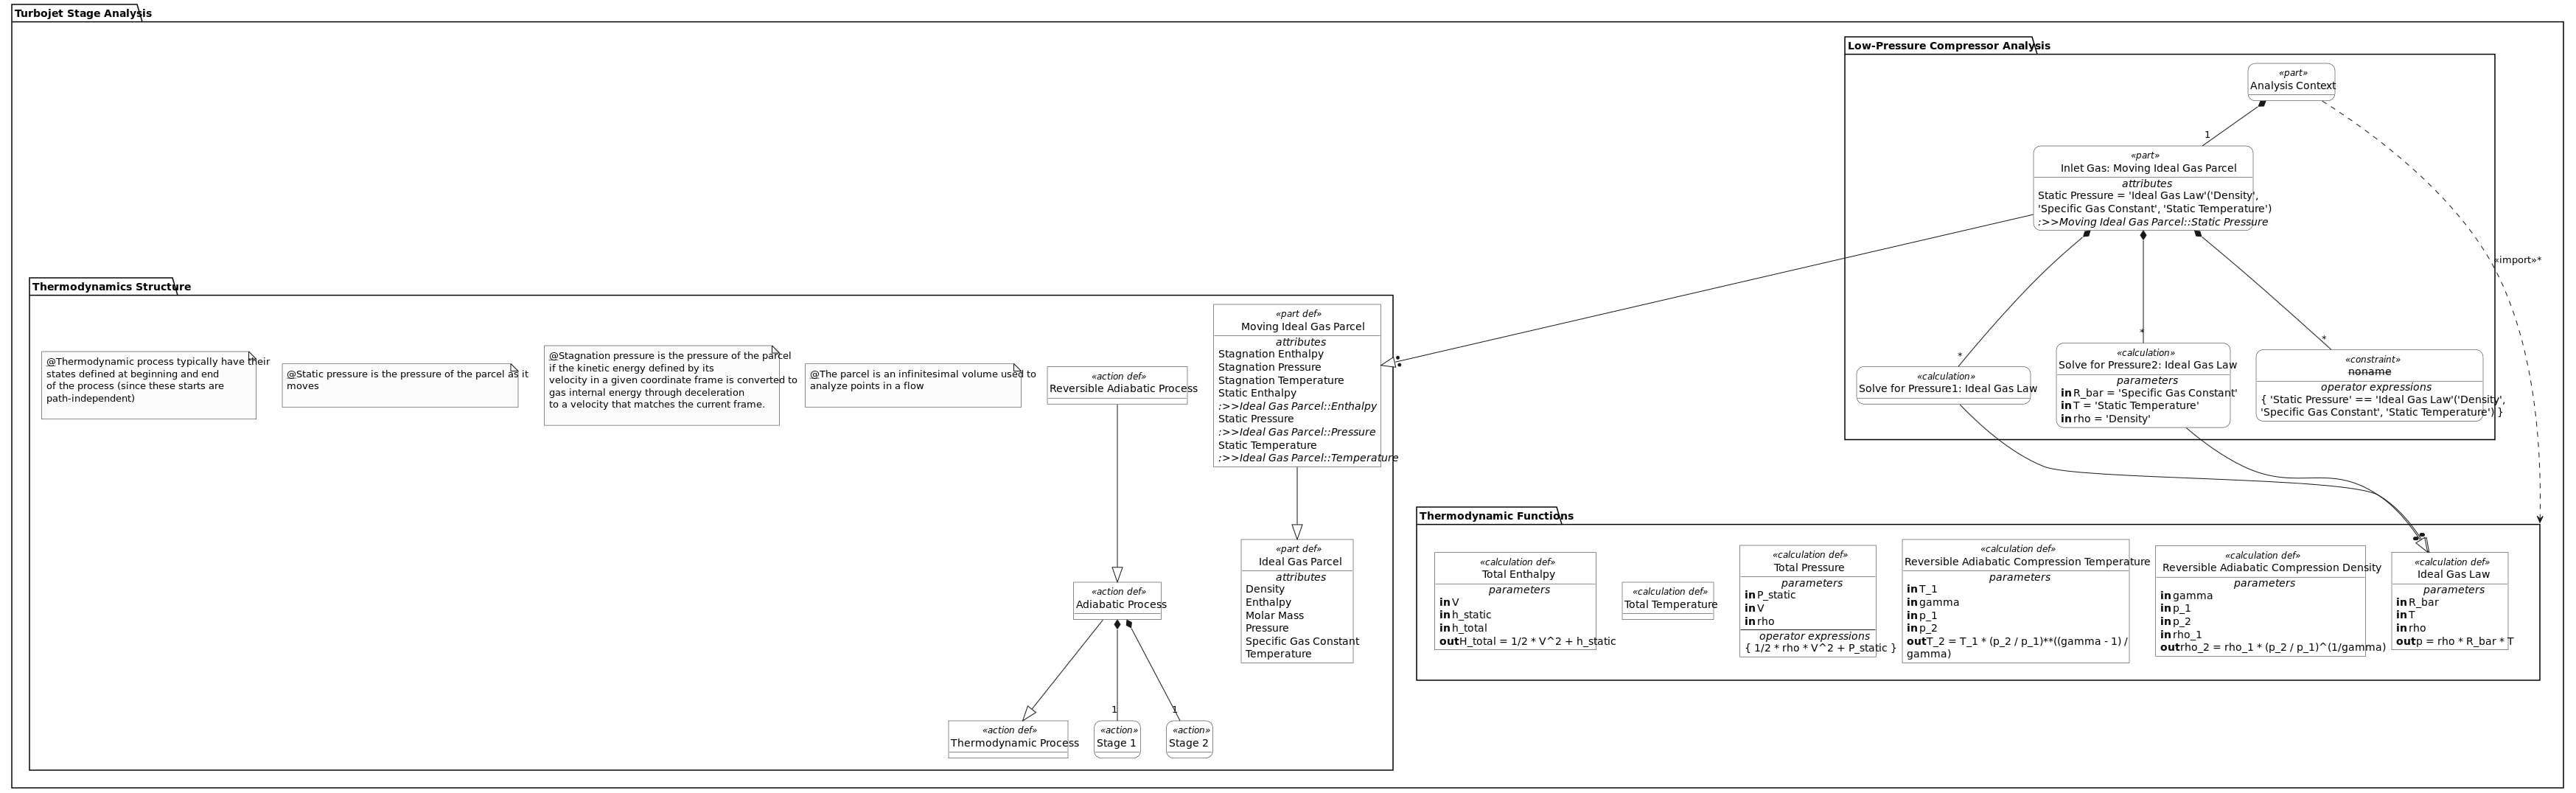 Turbojet Stage Analysis
Low-Pressure Compressor Analysis
«part»
Analysis Context
1
«part»
Inlet Gas: Moving Ideal Gas Parcel
attributes
Static Pressure = 'Ideal Gas Law'('Density',
'Specific Gas Constant', 'Static Temperature')
:>>Moving Ideal Gas Parcel::Static Pressure
«import»*
*
«calculation»
Solve for Pressure1: Ideal Gas Law
*
«calculation»
Solve for Pressure2: Ideal Gas Law
parameters
in R_bar = 'Specific Gas Constant'
in T = 'Static Temperature'
in rho = 'Density'
*
«constraint»
noname
operator expressions
{ 'Static Pressure' == 'Ideal Gas Law'('Density',
'Specific Gas Constant', 'Static Temperature') }
Thermodynamics Structure
@Thermodynamic process typically have their
states defined at beginning and end
of the process (since these starts are
path-independent)
@Static pressure is the pressure of the parcel as it
moves
@Stagnation pressure is the pressure of the parcel
if the kinetic energy defined by its
velocity in a given coordinate frame is converted to
gas internal energy through deceleration
to a velocity that matches the current frame.
@The parcel is an infinitesimal volume used to
analyze points in a flow
«action def»
Reversible Adiabatic Process
«part def»
Moving Ideal Gas Parcel
attributes
Stagnation Enthalpy
Stagnation Pressure
Stagnation Temperature
Static Enthalpy
:>>Ideal Gas Parcel::Enthalpy
Static Pressure
:>>Ideal Gas Parcel::Pressure
Static Temperature
:>>Ideal Gas Parcel::Temperature
«part def»
Ideal Gas Parcel
attributes
Density
Enthalpy
Molar Mass
Pressure
Specific Gas Constant
Temperature
«action def»
Adiabatic Process
1
1
«action def»
Thermodynamic Process
«action»
Stage 1
«action»
Stage 2
Thermodynamic Functions
«calculation def»
Total Enthalpy
parameters
in V
in h_static
in h_total
out H_total = 1/2 * V^2 + h_static
«calculation def»
Total Temperature
«calculation def»
Total Pressure
parameters
in P_static
in V
in rho
operator expressions
{ 1/2 * rho * V^2 + P_static }
«calculation def»
Reversible Adiabatic Compression Temperature
parameters
in T_1
in gamma
in p_1
in p_2
out T_2 = T_1 * (p_2 / p_1)**((gamma - 1) /
gamma)
«calculation def»
Reversible Adiabatic Compression Density
parameters
in gamma
in p_1
in p_2
in rho_1
out rho_2 = rho_1 * (p_2 / p_1)^(1/gamma)
«calculation def»
Ideal Gas Law
parameters
in R_bar
in T
in rho
out p = rho * R_bar * T